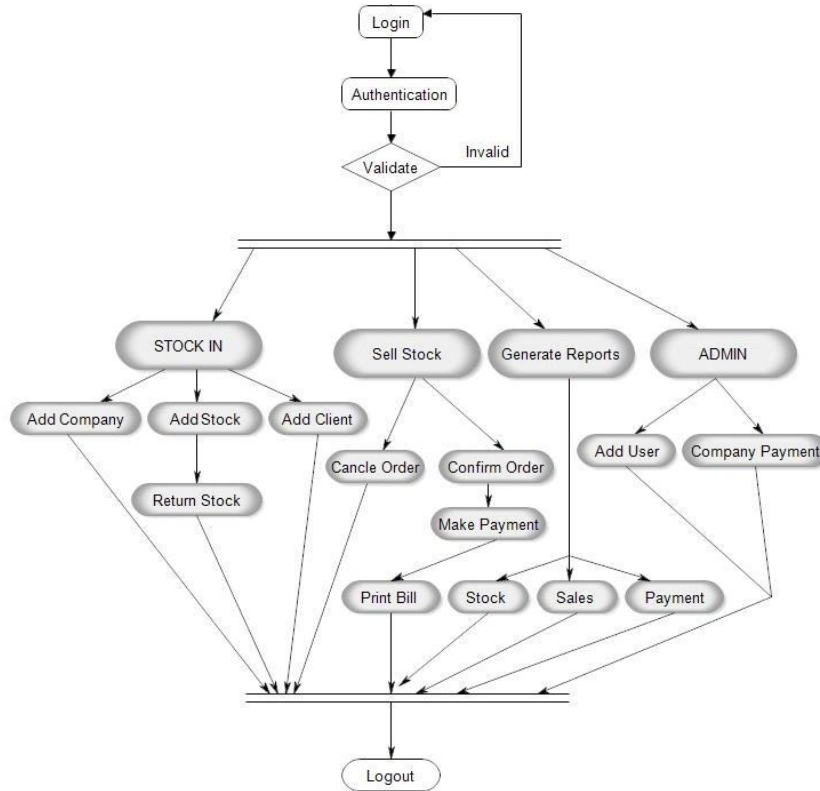 Login
Authentication
Invalid
Validate
STOCK IN
Sell Stock
Generate Reports
ADMIN
Add Company
Add Stock
Add Client
Cancle Order
Confirm Order
Add User
Company Payment
Return Stock
Make Payment
Print Bill
Stock
Sales
Payment
Logout